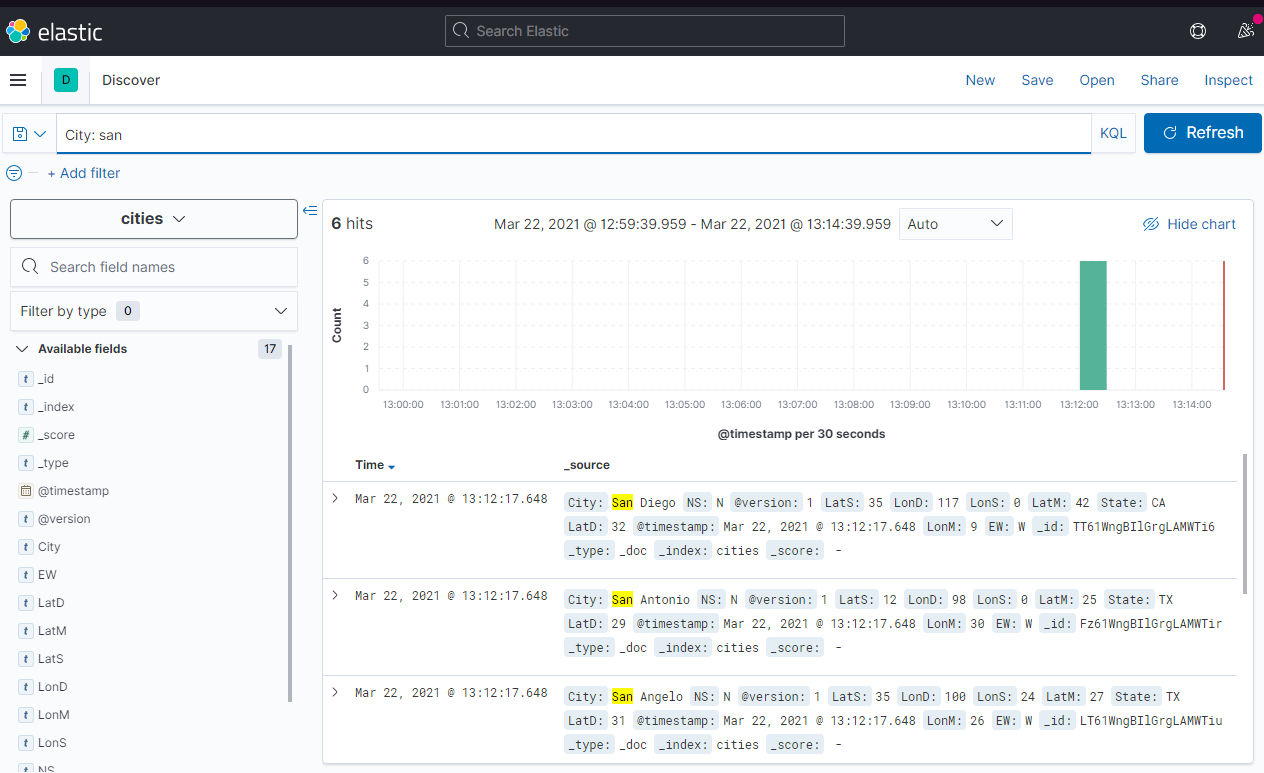 elastic
Search Elastic
D
Discover
New Save Open Share Inspect
City: san
KQL
Refresh
+ Add filter
cities
Search field names
Filter by type 0
Available fields 17
t _id
t _index
# _score
t _type
@timestamp
t @version
t City
t EW
t LatD
t LatM
t LatS
t LonD
t LonM
t LonS
t NS
6 hits
Mar 22, 2021 @ 12:59:39.959 - Mar 22, 2021 @ 13:14:39.959
Auto
Hide chart
Count
6
5
4
3
2
1
0
13:00:00 13:01:00 13:02:00 13:03:00 13:04:00 13:05:00 13:06:00 13:07:00 13:08:00 13:09:00 13:10:00 13:11:00 13:12:00 13:13:00 13:14:00
@timestamp per 30 seconds
Time _source
Mar 22, 2021 @ 13:12:17.648 City: San Diego NS: N @version: 1 LatS: 35 LonD: 117 LonS: 0 LatM: 42 State: CA
LatD: 32 @timestamp: Mar 22, 2021 @ 13:12:17.648 LonM: 9 EW: W _id: TT61WngBIlGrgLAMWTi6
_type: _doc _index: cities _score: -
Mar 22, 2021 @ 13:12:17.648 City: San Antonio NS: N @version: 1 LatS: 12 LonD: 98 LonS: 0 LatM: 25 State: TX
LatD: 29 @timestamp: Mar 22, 2021 @ 13:12:17.648 LonM: 30 EW: W _id: Fz61WngBIlGrgLAMWTir
_type: _doc _index: cities _score: -
Mar 22, 2021 @ 13:12:17.648 City: San Angelo NS: N @version: 1 LatS: 35 LonD: 100 LonS: 24 LatM: 27 State: TX
LatD: 31 @timestamp: Mar 22, 2021 @ 13:12:17.648 LonM: 26 EW: W _id: LT61WngBIlGrgLAMWTiu
_type: _doc _index: cities _score: -